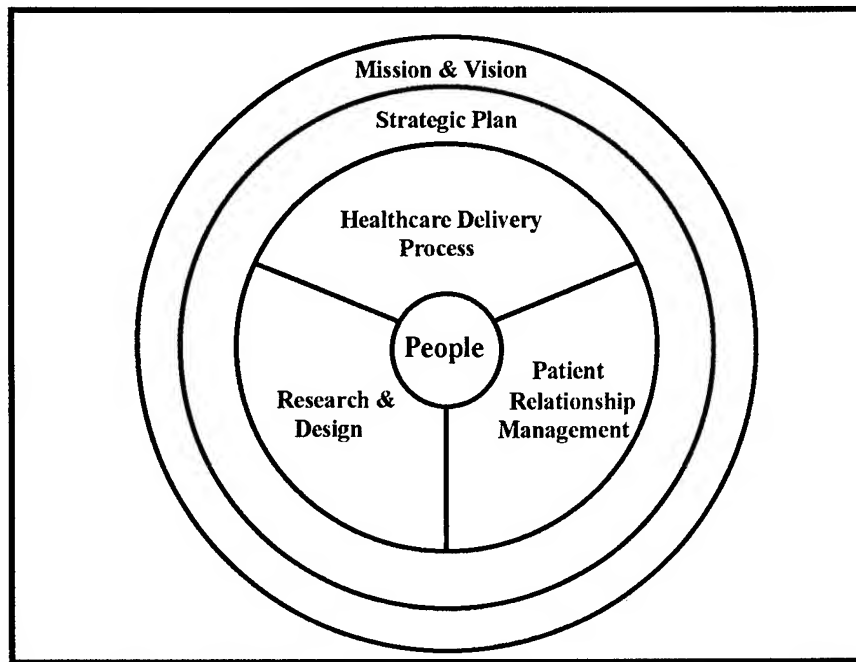 Mission & Vision
Strategic Plan
Healthcare Delivery
Process
People
Research &
Design
Patient
Relationship
Management